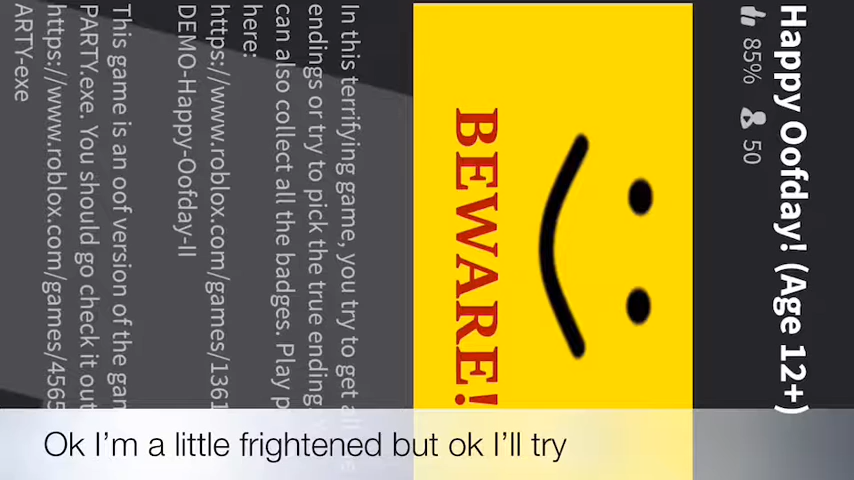 Happy Oofday! (Age 12+)
85% 50
BEWARE!
In this terrifying game, you try to get all
endings or try to pick the true ending
can also collect all the badges. Play p
here:
https://www.roblox.com/games/1361
DEMO-Happy-Oofday-II
This game is an oof version of the gam
PARTY.exe. You should go check it out
https://www.roblox.com/games/4565
ARTY-exe
Ok I'm a little frightened but ok I'll try